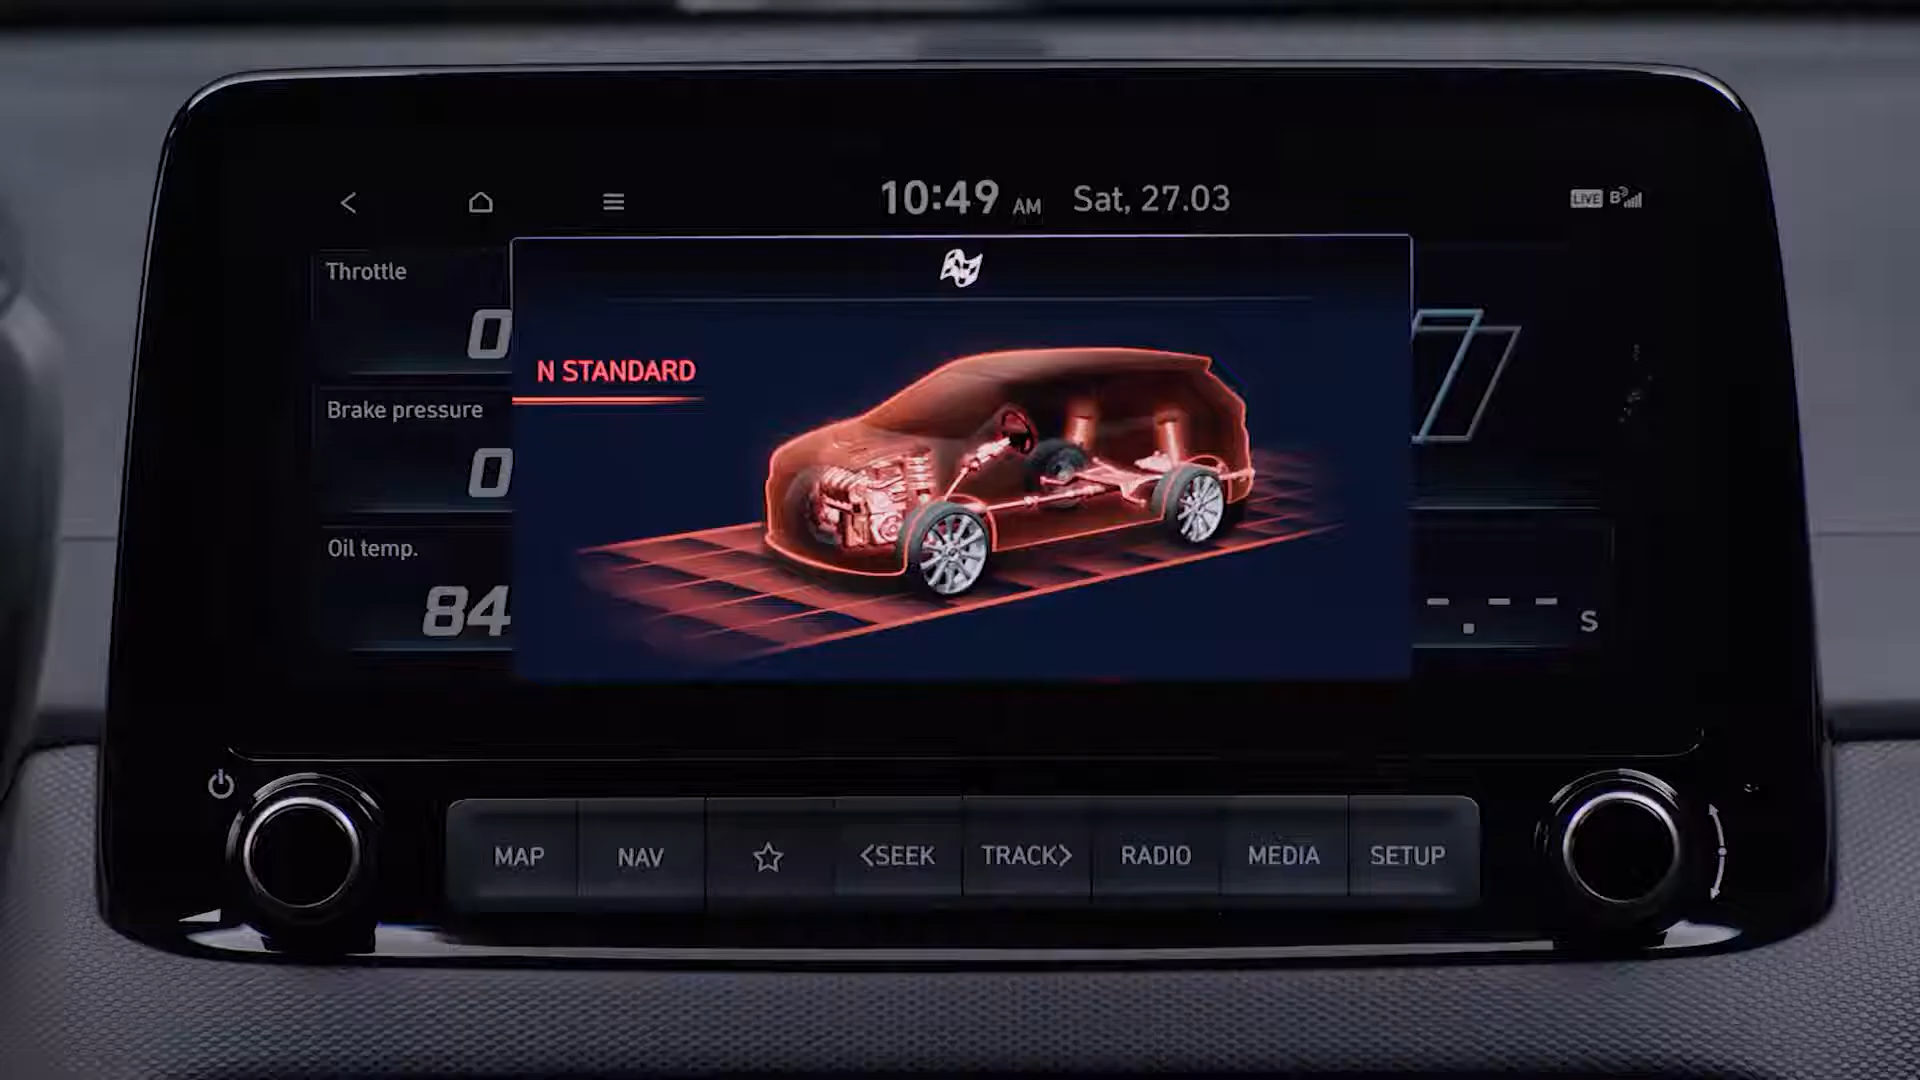 10:49 AM Sat, 27.03
LIVE B
Throttle
0
N STANDARD
Brake pressure
0
Oil temp.
84
- . - - S
MAP NAV <SEEK TRACK> RADIO MEDIA SETUP